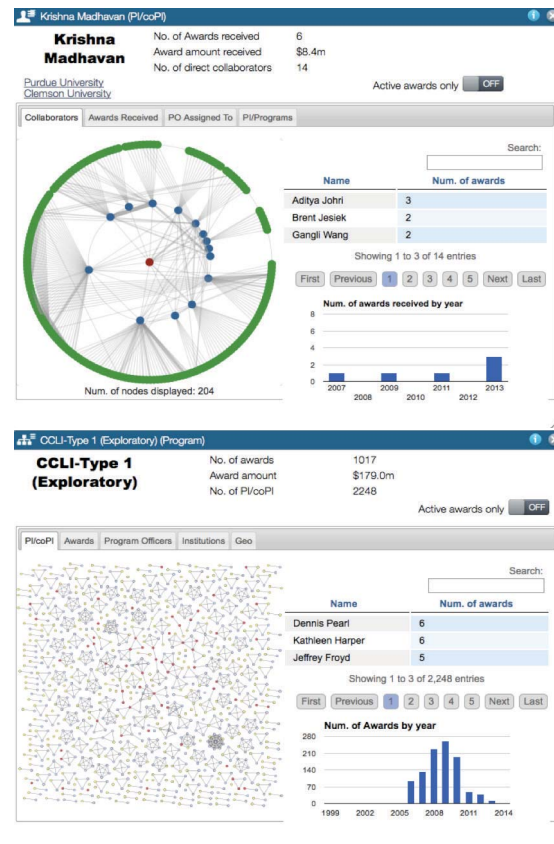 Krishna Madhavan (PI/coPI)
Krishna
Madhavan
No. of Awards received 6
Award amount received $8.4m
No. of direct collaborators 14
Purdue University
Clemson University
Active awards only OFF
Collaborators Awards Received PO Assigned To PI/Programs
Num. of nodes displayed: 204
Search:
Name Num. of awards
Aditya Johri 3
Brent Jesiek 2
Gangli Wang 2
Showing 1 to 3 of 14 entries
First Previous 1 2 3 4 5 Next Last
Num. of awards received by year
8
6
4
2
0
2007 2009 2011 2013
2008 2010 2012
CCLI-Type 1 (Exploratory) (Program)
CCLI-Type 1
(Exploratory)
No. of awards 1017
Award amount $179.0m
No. of PI/coPI 2248
Active awards only OFF
PI/coPI Awards Program Officers Institutions Geo
Search:
Name Num. of awards
Dennis Pearl 6
Kathleen Harper 6
Jeffrey Froyd 5
Showing 1 to 3 of 2,248 entries
First Previous 1 2 3 4 5 Next Last
Num. of Awards by year
280
210
140
70
0
1999 2002 2005 2008 2011 2014